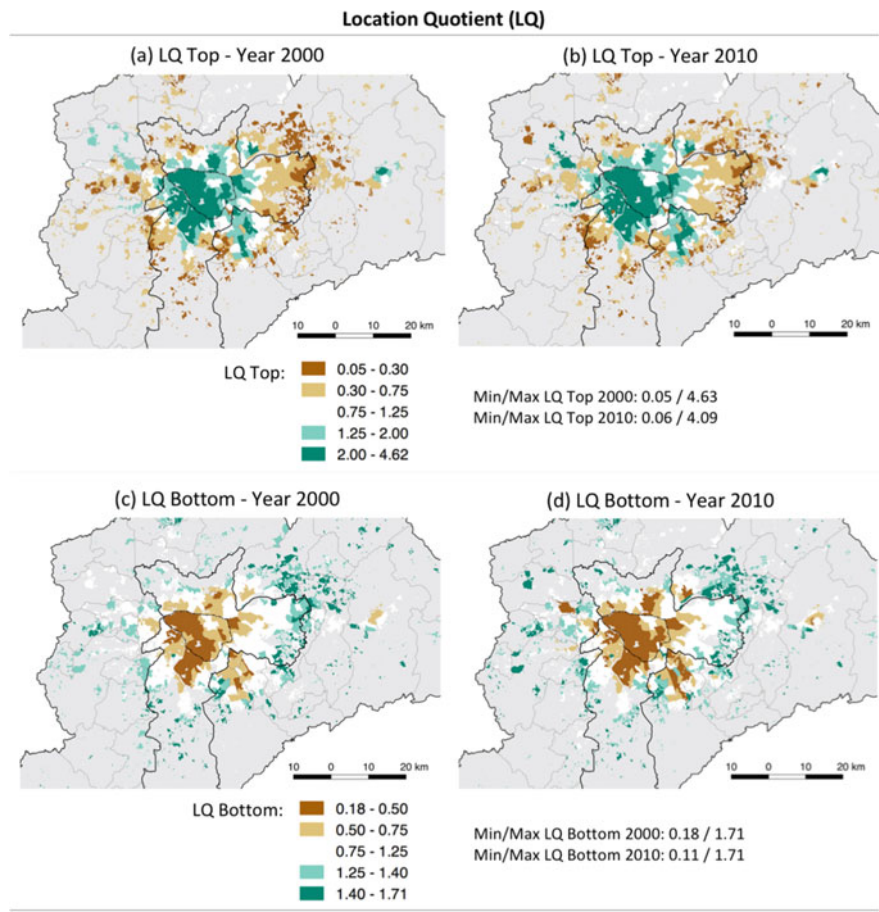 Location Quotient (LQ)
(a) LQ Top - Year 2000
(b) LQ Top - Year 2010
10 0 10 20 km
10 0 10 20 km
LQ Top:
0.05 - 0.30
0.30 - 0.75
0.75 - 1.25
1.25 - 2.00
2.00 - 4.62
Min/Max LQ Top 2000: 0.05 / 4.63
Min/Max LQ Top 2010: 0.06 / 4.09
(c) LQ Bottom - Year 2000
(d) LQ Bottom - Year 2010
10 0 10 20 km
10 0 10 20 km
LQ Bottom:
0.18 - 0.50
0.50 - 0.75
0.75 - 1.25
1.25 - 1.40
1.40 - 1.71
Min/Max LQ Bottom 2000: 0.18 / 1.71
Min/Max LQ Bottom 2010: 0.11 / 1.71